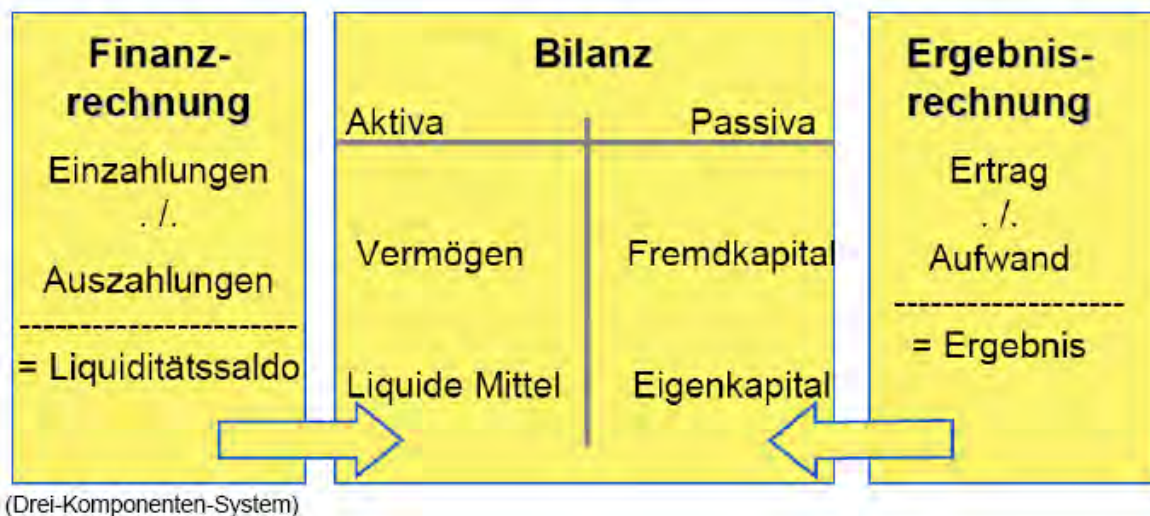 Finanz-
rechnung
Einzahlungen
. /.
Auszahlungen
-----------------------
= Liquiditätssaldo
Bilanz
Aktiva
Passiva
Vermögen
Fremdkapital
Liquide Mittel
Eigenkapital
Ergebnis-
rechnung
Ertrag
. /.
Aufwand
-------------------
= Ergebnis
(Drei-Komponenten-System)